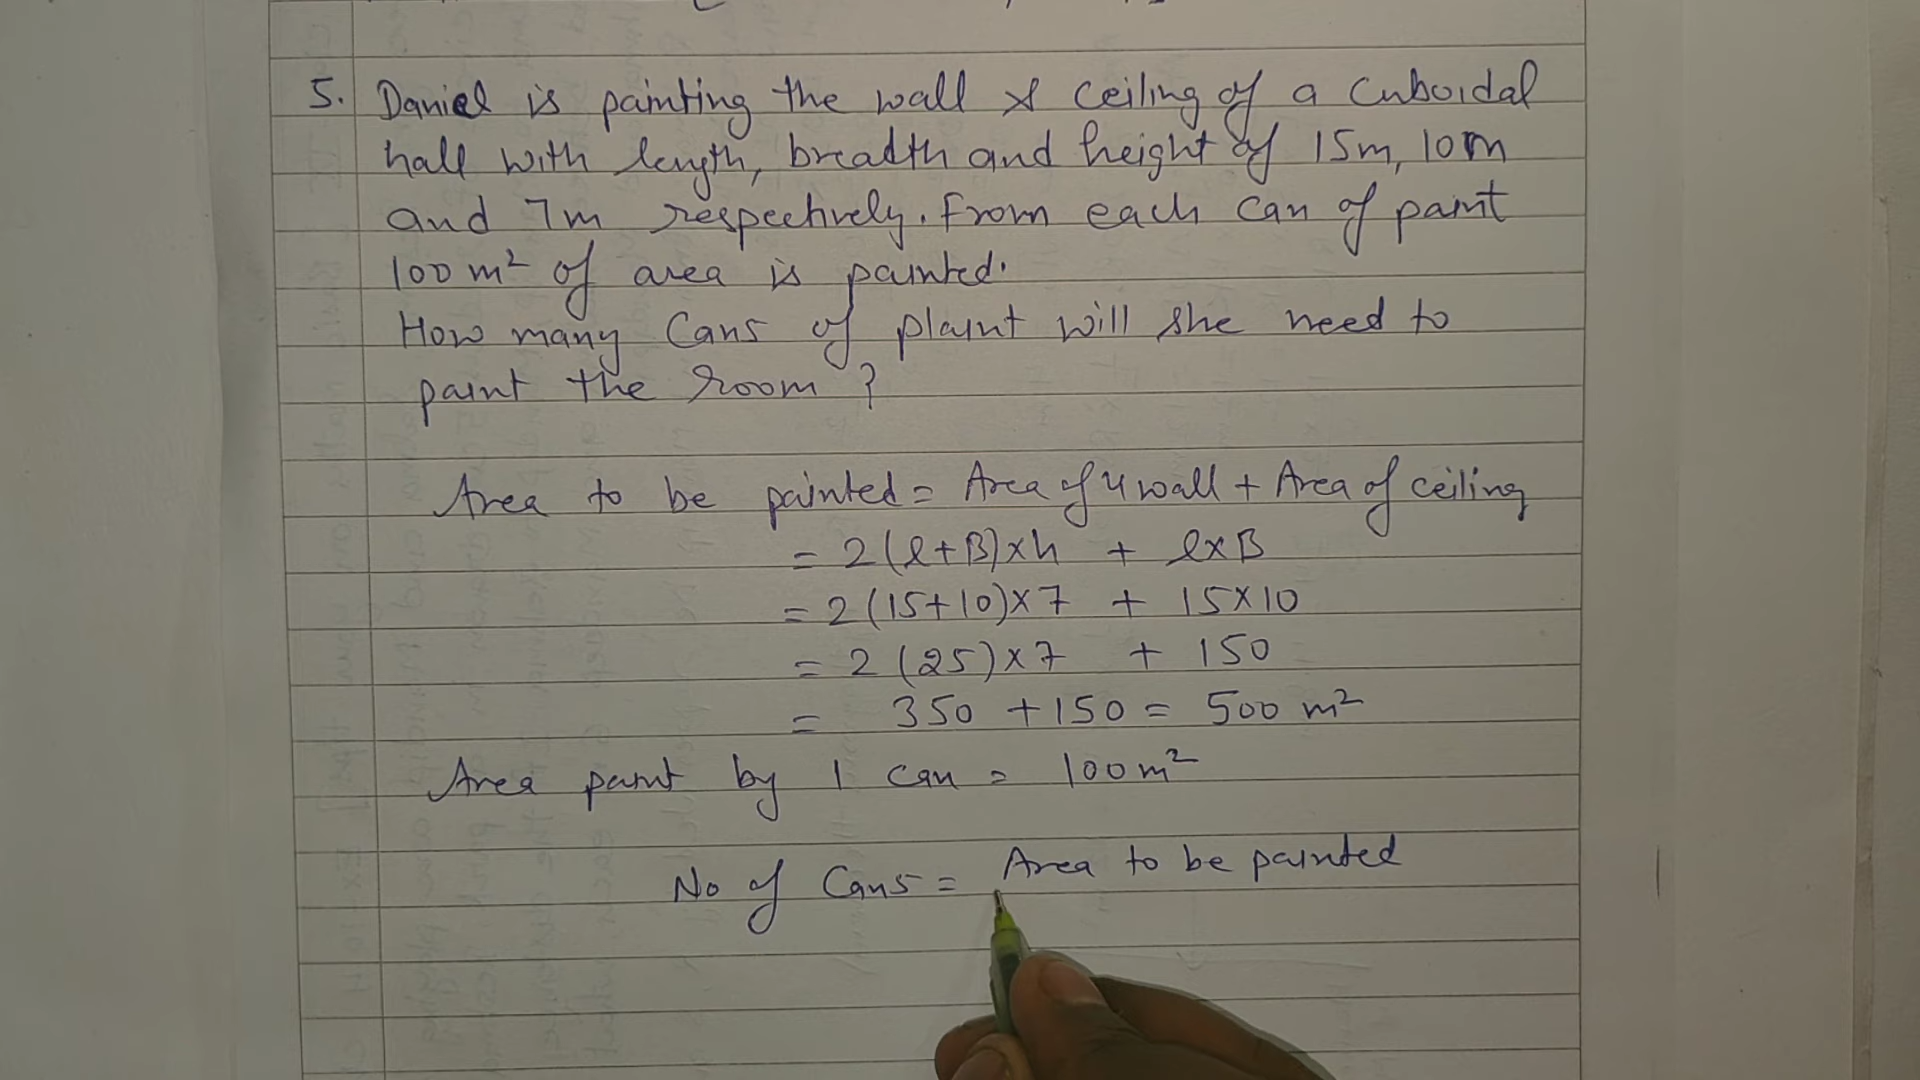 5. Daniel is painting the wall & ceiling of a cuboidal
hall with length, breadth and height of 15m, 10m
and 7m respectively. From each can of paint
100 m² of area is painted.
How many Cans of plaint will she need to
paint the room ?
Area to be painted = Area of 4 wall + Area of ceiling
= 2(l+B)×h + l×B
= 2(15+10)×7 + 15×10
= 2(25)×7 + 150
= 350 + 150 = 500 m²
Area paint by 1 can = 100m²
No of Cans = Area to be painted